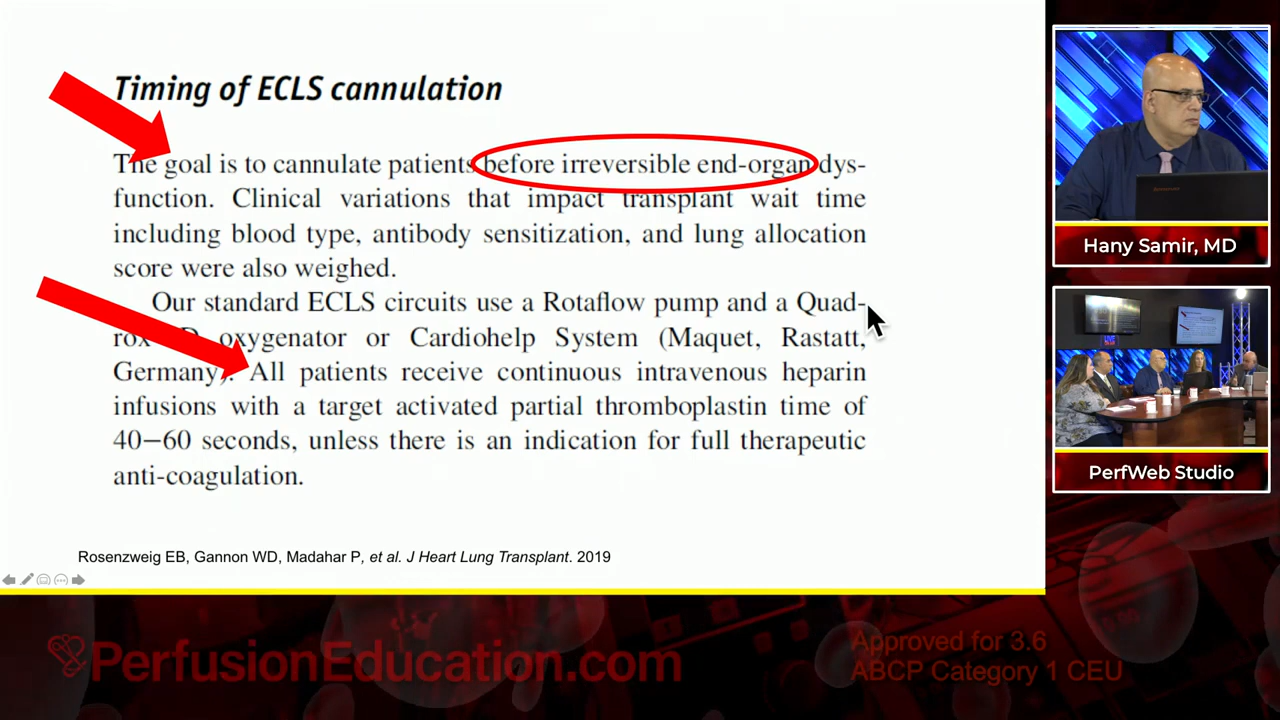 Timing of ECLS cannulation
The goal is to cannulate patients before irreversible end-organ dys-
function. Clinical variations that impact transplant wait time
including blood type, antibody sensitization, and lung allocation
score were also weighed.
Our standard ECLS circuits use a Rotaflow pump and a Quad-
rox D oxygenator or Cardiohelp System (Maquet, Rastatt,
Germany). All patients receive continuous intravenous heparin
infusions with a target activated partial thromboplastin time of
40–60 seconds, unless there is an indication for full therapeutic
anti-coagulation.
Rosenzweig EB, Gannon WD, Madahar P, et al. J Heart Lung Transplant. 2019
Hany Samir, MD
PerfWeb Studio
PerfusionEducation.com
Approved for 3.6
ABCP Category 1 CEU